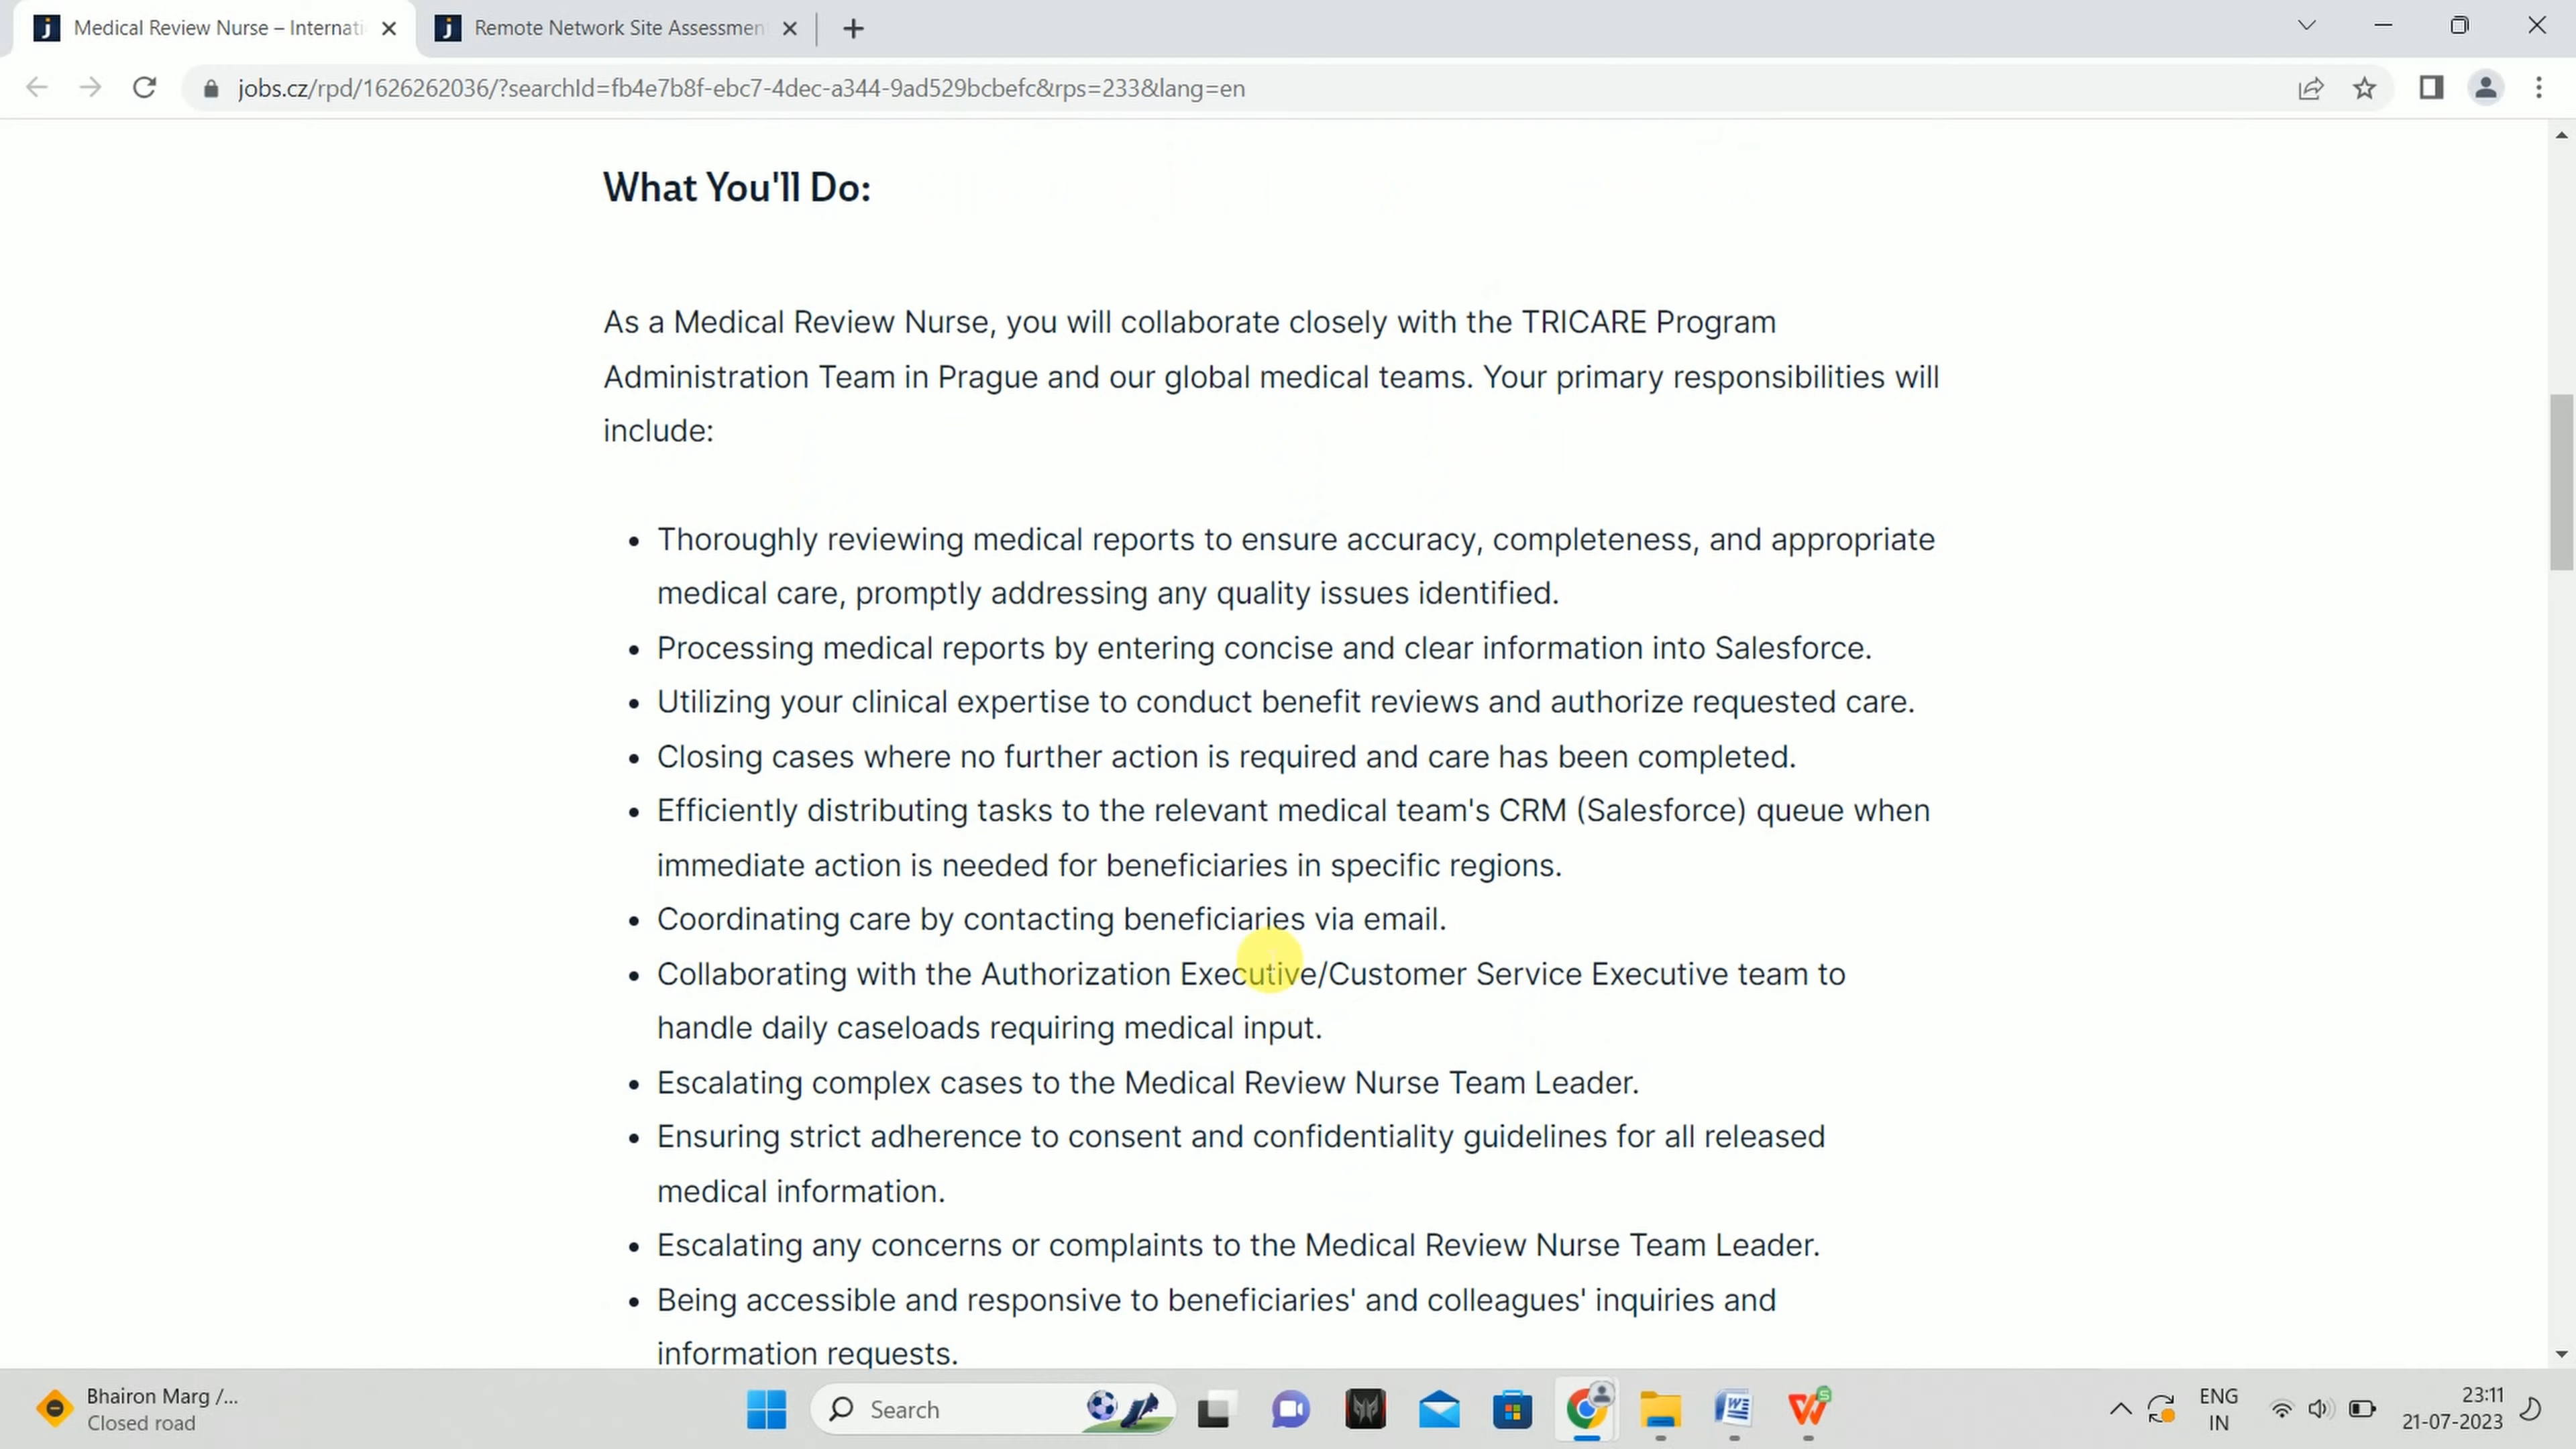 Medical Review Nurse – Internati
Remote Network Site Assessmen
jobs.cz/rpd/1626262036/?searchId=fb4e7b8f-ebc7-4dec-a344-9ad529bcbefc&rps=233&lang=en
What You'll Do:
As a Medical Review Nurse, you will collaborate closely with the TRICARE Program
Administration Team in Prague and our global medical teams. Your primary responsibilities will
include:
• Thoroughly reviewing medical reports to ensure accuracy, completeness, and appropriate
medical care, promptly addressing any quality issues identified.
• Processing medical reports by entering concise and clear information into Salesforce.
• Utilizing your clinical expertise to conduct benefit reviews and authorize requested care.
• Closing cases where no further action is required and care has been completed.
• Efficiently distributing tasks to the relevant medical team's CRM (Salesforce) queue when
immediate action is needed for beneficiaries in specific regions.
• Coordinating care by contacting beneficiaries via email.
• Collaborating with the Authorization Executive/Customer Service Executive team to
handle daily caseloads requiring medical input.
• Escalating complex cases to the Medical Review Nurse Team Leader.
• Ensuring strict adherence to consent and confidentiality guidelines for all released
medical information.
• Escalating any concerns or complaints to the Medical Review Nurse Team Leader.
• Being accessible and responsive to beneficiaries' and colleagues' inquiries and
information requests.
Bhairon Marg /...
Closed road
Search
ENG
IN
23:11
21-07-2023